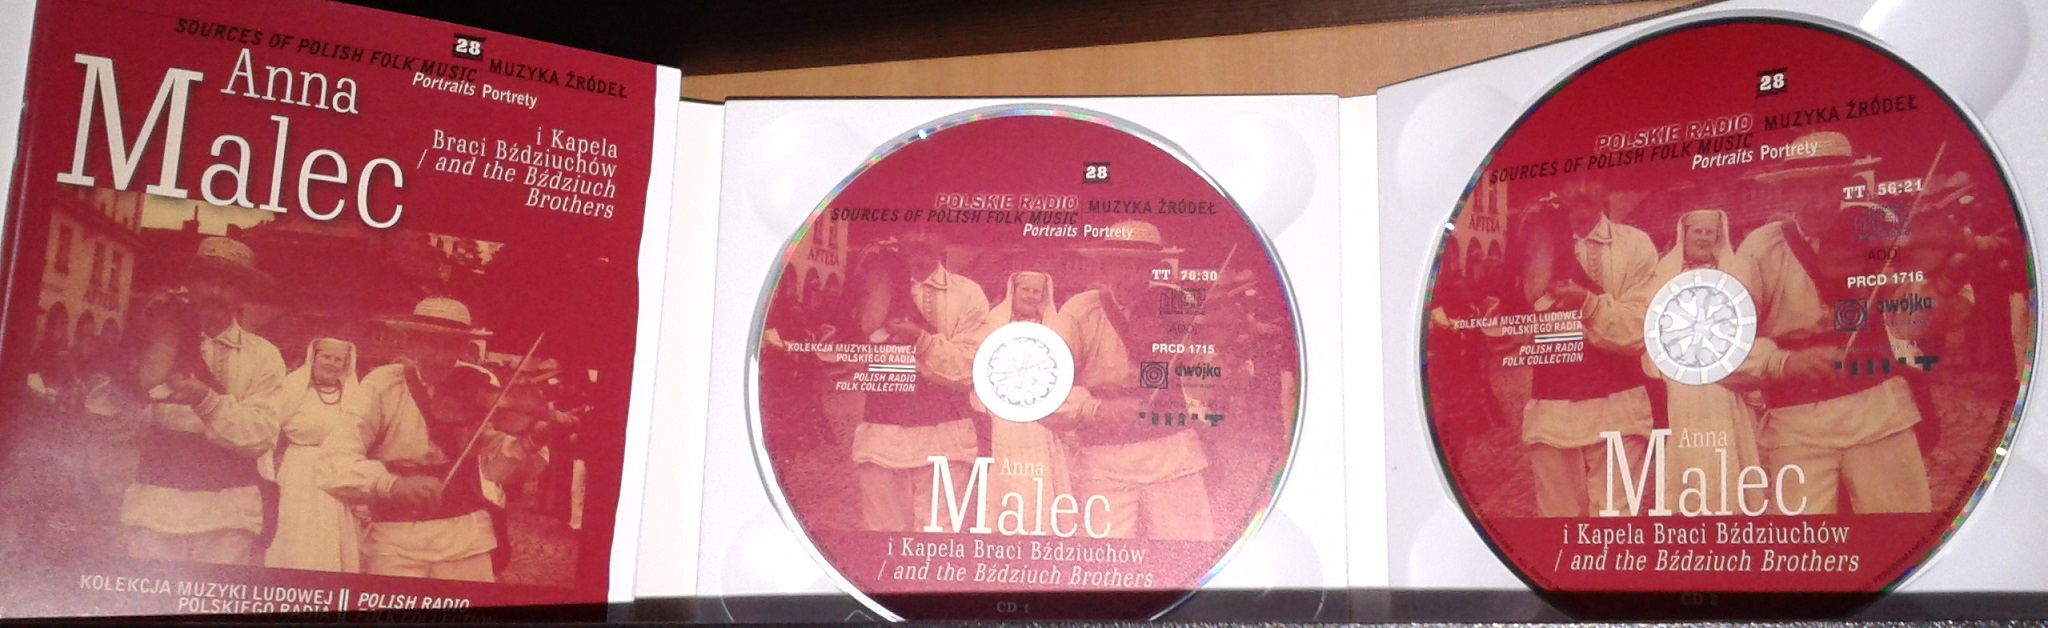 28
SOURCES OF POLISH FOLK MUSIC MUZYKA ŹRÓDEŁ
Portraits Portrety
Anna
Malec
i Kapela
Braci Bździuchów
/ and the Bździuch
Brothers
APTEKA
KOLEKCJA MUZYKI LUDOWEJ
POLSKIEGO RADIA
POLISH RADIO
FOLK COLLECTION
28
POLSKIE RADIO
SOURCES OF POLISH FOLK MUSIC MUZYKA ŹRÓDEŁ
Portraits Portrety
APTEKA
TT 76:30
ADD
PRCD 1715
dwójka
KOLEKCJA MUZYKI LUDOWEJ
POLSKIEGO RADIA
POLISH RADIO
FOLK COLLECTION
Anna
Malec
i Kapela Braci Bździuchów
/ and the Bździuch Brothers
CD 1
28
POLSKIE RADIO
SOURCES OF POLISH FOLK MUSIC MUZYKA ŹRÓDEŁ
Portraits Portrety
APTEKA
TT 56:21
ADD
PRCD 1716
dwójka
KOLEKCJA MUZYKI LUDOWEJ
POLSKIEGO RADIA
POLISH RADIO
FOLK COLLECTION
Anna
Malec
i Kapela Braci Bździuchów
/ and the Bździuch Brothers
CD 2